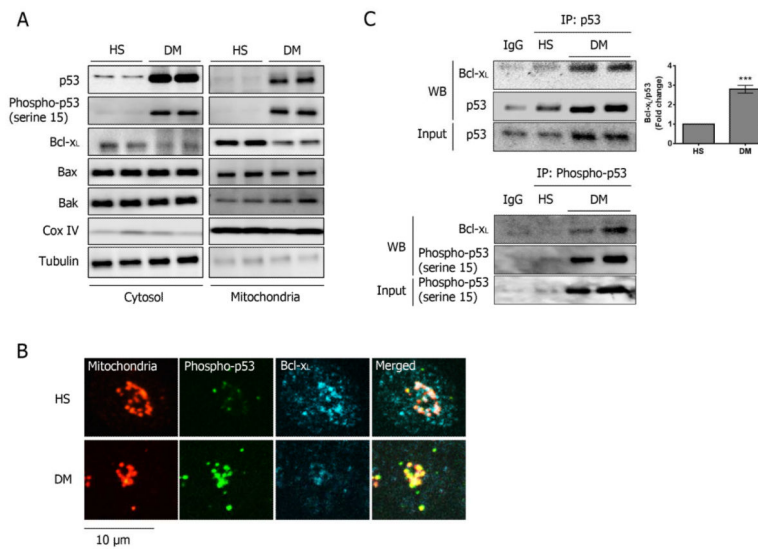 A
HS DM HS DM
p53
Phospho-p53
(serine 15)
Bcl-xL
Bax
Bak
Cox IV
Tubulin
Cytosol Mitochondria
C
IP: p53
IgG HS DM
WB
Bcl-xL
p53
Input p53
Bcl-xL/p53
(Fold change)
4
3
2
1
0
***
HS DM
IP: Phospho-p53
IgG HS DM
WB
Bcl-xL
Phospho-p53
(serine 15)
Input Phospho-p53
(serine 15)
B
Mitochondria Phospho-p53 Bcl-xL Merged
HS
DM
10 μm